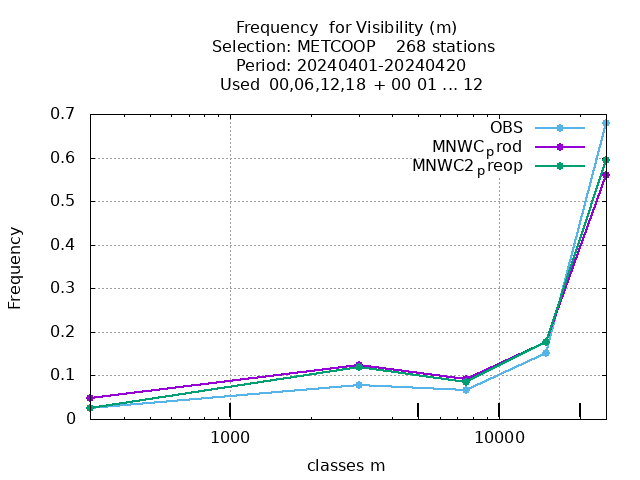 Frequency  for Visibility (m)
Selection: METCOOP    268 stations
Period: 20240401-20240420
Used  00,06,12,18  + 00 01 ... 12
0.7
0.6
0.5
0.4
0.3
0.2
0.1
0
Frequency
OBS
MNWCprod
MNWC2preop
1000
10000
classes m